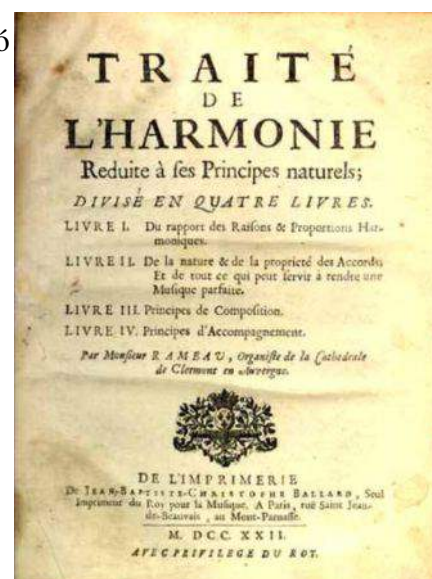 ó
TRAITÉ
DE
L'HARMONIE
Reduite à ſes Principes naturels;
DIVISÉ EN QUATRE LIVRES.
LIVRE I. Du rapport des Raiſons & Proportions Har-
moniques.
LIVRE II. De la nature & de la proprieté des Accords;
Et de tout ce qui peut ſervir à rendre une
Muſique parfaite.
LIVRE III. Principes de Compoſition.
LIVRE IV. Principes d'Accompagnement.
Par Monſieur RAMEAU, Organiſte de la Cathedrale
de Clermont en Auvergne.
DE L'IMPRIMERIE
De JEAN-BAPTISTE-CHRISTOPHE BALLARD, Seul
Imprimeur du Roy pour la Muſique. A Paris, ruë Saint Jean-
de-Beauvais, au Mont-Parnaſſe.
M. DCC. XXII.
AVEC PRIVILEGE DU ROY.